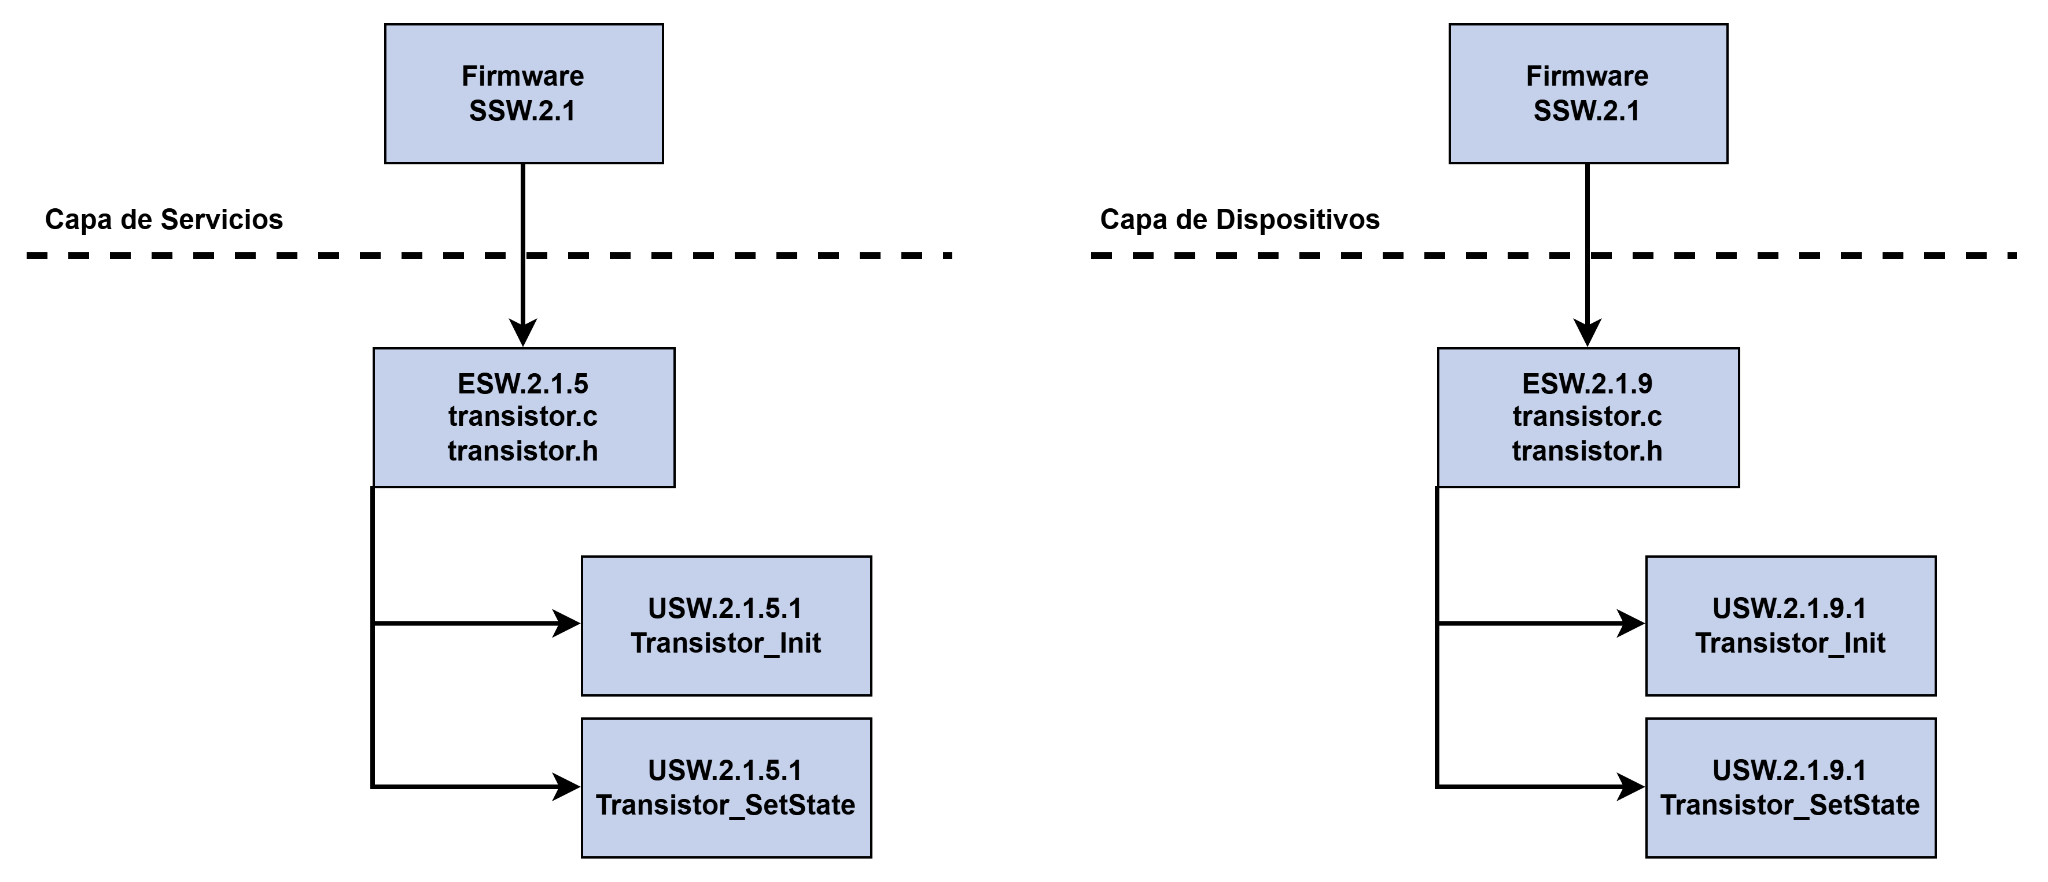 Firmware
SSW.2.1
Capa de Servicios
ESW.2.1.5
transistor.c
transistor.h
USW.2.1.5.1
Transistor_Init
USW.2.1.5.1
Transistor_SetState
Firmware
SSW.2.1
Capa de Dispositivos
ESW.2.1.9
transistor.c
transistor.h
USW.2.1.9.1
Transistor_Init
USW.2.1.9.1
Transistor_SetState